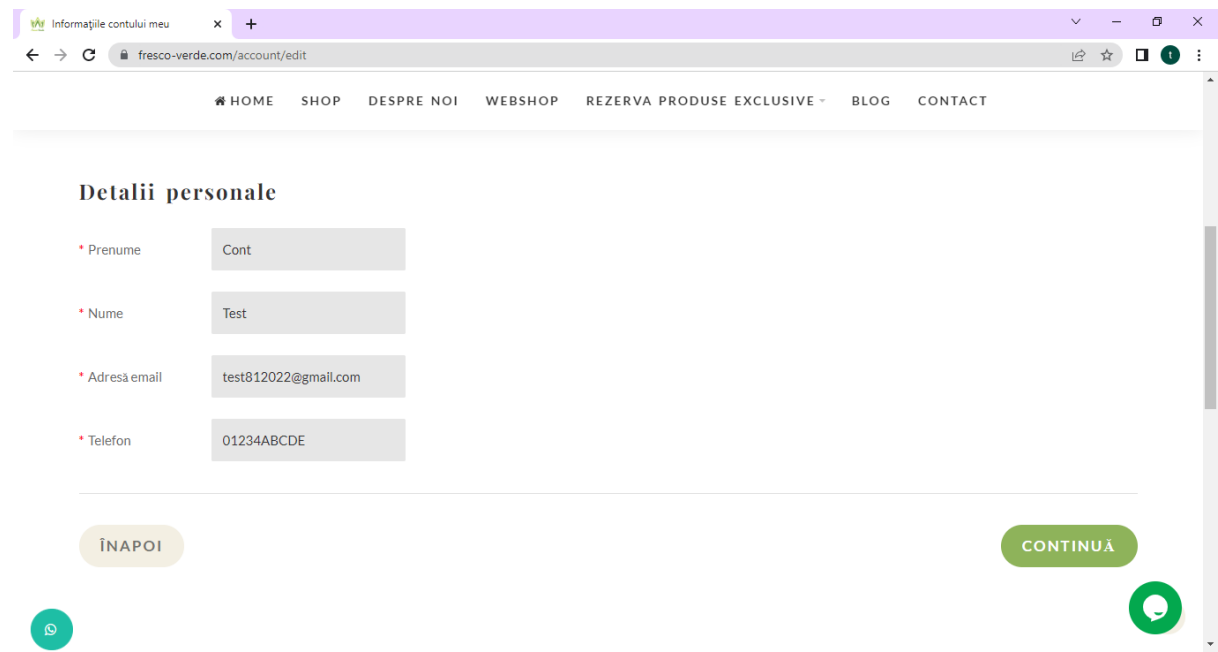 Informațiile contului meu
fresco-verde.com/account/edit
t
HOME SHOP DESPRE NOI WEBSHOP REZERVA PRODUSE EXCLUSIVE BLOG CONTACT
Detalii personale
* Prenume Cont
* Nume Test
* Adresă email test812022@gmail.com
* Telefon 01234ABCDE
ÎNAPOI CONTINUĂ